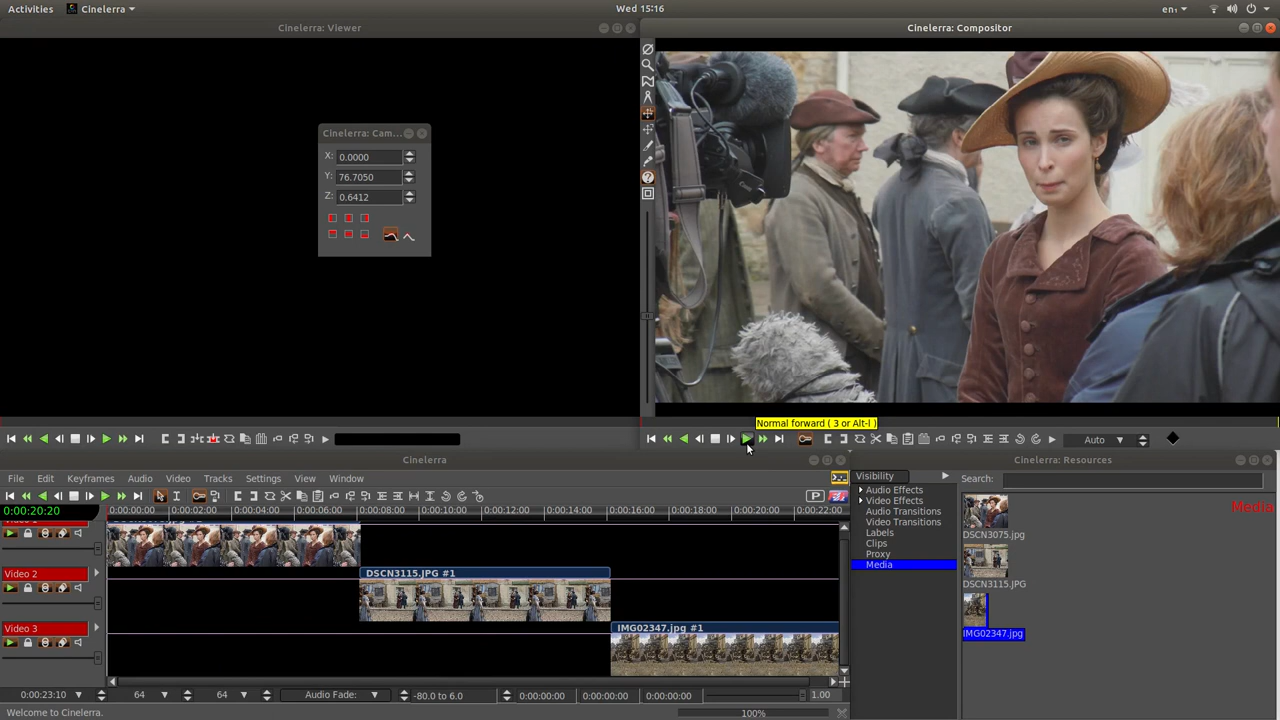 Activities Cinelerra Wed 15:16 en₁
Cinelerra: Viewer
Cinelerra: Compositor
Cinelerra: Cam...
X: 0.0000
Y: 76.7050
Z: 0.6412
Normal forward ( 3 or Alt-l )
Auto
Cinelerra
Cinelerra: Resources
File Edit Keyframes Audio Video Tracks Settings View Window
Visibility
Search:
Audio Effects
Video Effects
Audio Transitions
Video Transitions
Labels
Clips
Proxy
Media
Media
DSCN3075.jpg
DSCN3115.JPG
IMG02347.jpg
P
0:00:20:20
0:00:00:00 0:00:02:00 0:00:04:00 0:00:06:00 0:00:08:00 0:00:10:00 0:00:12:00 0:00:14:00 0:00:16:00 0:00:18:00 0:00:20:00 0:00:22:00
Video 2
DSCN3115.JPG #1
Video 3
IMG02347.jpg #1
0:00:23:10 64 64 Audio Fade: -80.0 to 6.0 0:00:00:00 0:00:00:00 0:00:00:00 1.00
Welcome to Cinelerra. 100%